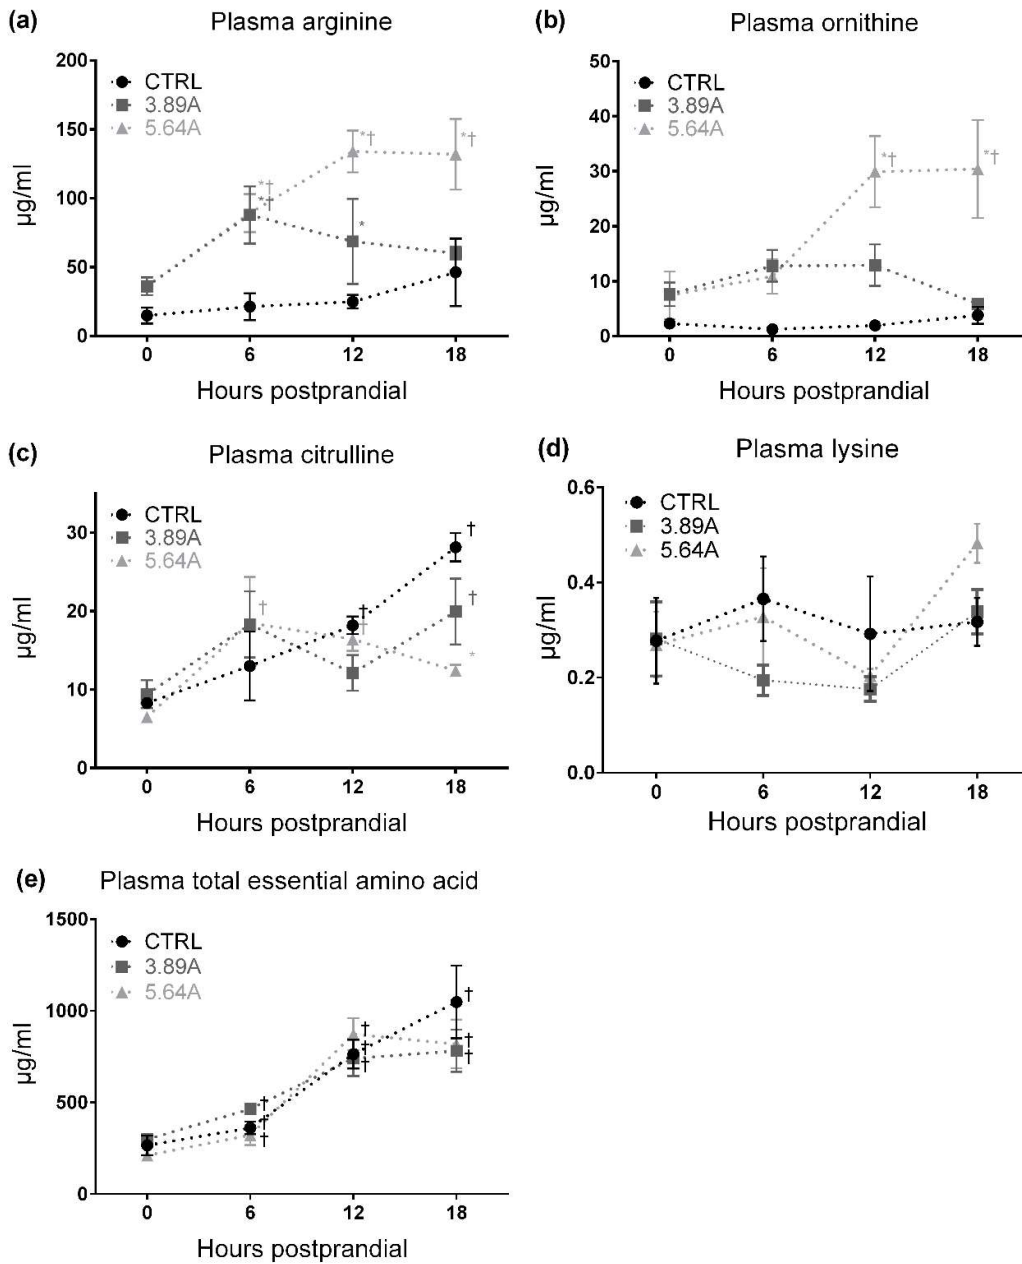 (a)
Plasma arginine
200
150
100
50
0
µg/ml
CTRL
3.89A
5.64A
*†
*†
*
*†
*†
0 6 12 18
Hours postprandial
(b)
Plasma ornithine
50
40
30
20
10
0
µg/ml
CTRL
3.89A
5.64A
*†
*†
0 6 12 18
Hours postprandial
(c)
Plasma citrulline
30
20
10
0
µg/ml
CTRL
3.89A
5.64A
†
†
†
†
†
*
0 6 12 18
Hours postprandial
(d)
Plasma lysine
0.6
0.4
0.2
0.0
µg/ml
CTRL
3.89A
5.64A
0 6 12 18
Hours postprandial
(e)
Plasma total essential amino acid
1500
1000
500
0
µg/ml
CTRL
3.89A
5.64A
†
†
†
†
†
†
†
†
†
0 6 12 18
Hours postprandial